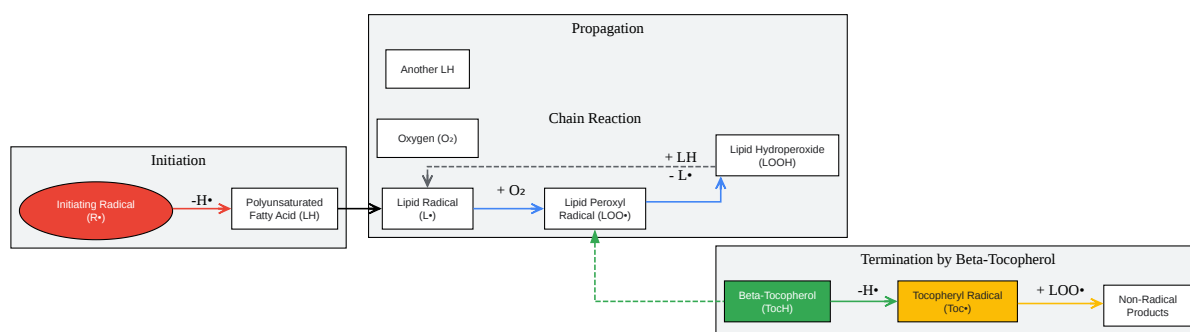 Propagation
Another LH
Chain Reaction
Oxygen (O₂)
Lipid Hydroperoxide
(LOOH)
+ LH
- L•
Initiation
Initiating Radical
(R•)
-H•
Polyunsaturated
Fatty Acid (LH)
Lipid Radical
(L•)
+ O₂
Lipid Peroxyl
Radical (LOO•)
Termination by Beta-Tocopherol
Beta-Tocopherol
(TocH)
-H•
Tocopheryl Radical
(Toc•)
+ LOO•
Non-Radical
Products